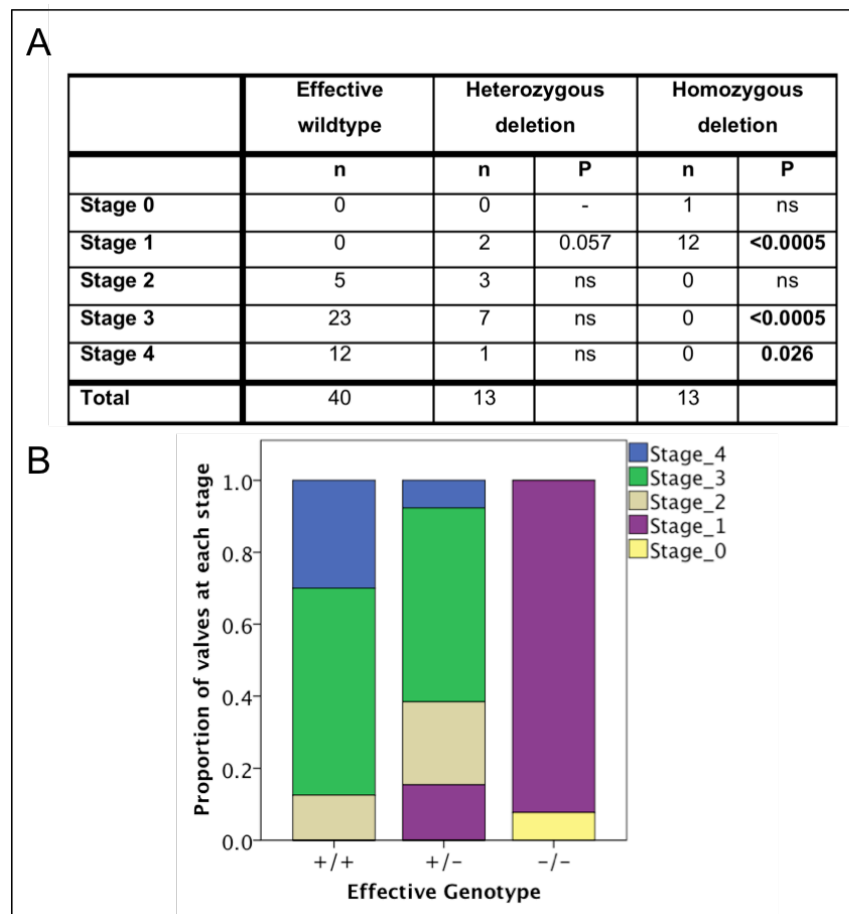 A
Effective wildtype Heterozygous deletion Homozygous deletion
n n P n P
Stage 0 0 0 - 1 ns
Stage 1 0 2 0.057 12 <0.0005
Stage 2 5 3 ns 0 ns
Stage 3 23 7 ns 0 <0.0005
Stage 4 12 1 ns 0 0.026
Total 40 13 13
B
Proportion of valves at each stage
1.0
0.8
0.6
0.4
0.2
0.0
+/+ +/- -/-
Effective Genotype
Stage_4
Stage_3
Stage_2
Stage_1
Stage_0